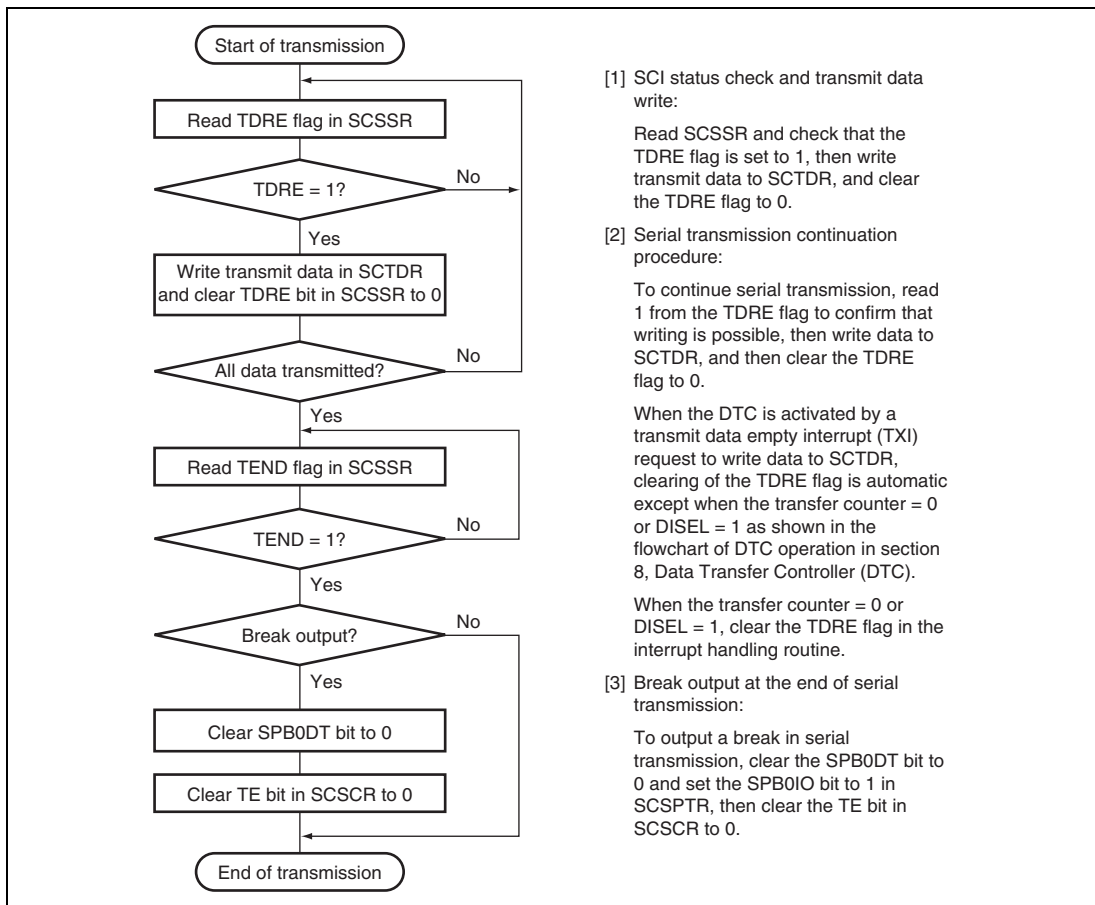 Start of transmission
Read TDRE flag in SCSSR
TDRE = 1?
No
Yes
Write transmit data in SCTDR
and clear TDRE bit in SCSSR to 0
All data transmitted?
No
Yes
Read TEND flag in SCSSR
TEND = 1?
No
Yes
Break output?
No
Yes
Clear SPB0DT bit to 0
Clear TE bit in SCSCR to 0
End of transmission
[1] SCI status check and transmit data
write:
Read SCSSR and check that the
TDRE flag is set to 1, then write
transmit data to SCTDR, and clear
the TDRE flag to 0.
[2] Serial transmission continuation
procedure:
To continue serial transmission, read
1 from the TDRE flag to confirm that
writing is possible, then write data to
SCTDR, and then clear the TDRE
flag to 0.
When the DTC is activated by a
transmit data empty interrupt (TXI)
request to write data to SCTDR,
clearing of the TDRE flag is automatic
except when the transfer counter = 0
or DISEL = 1 as shown in the
flowchart of DTC operation in section
8, Data Transfer Controller (DTC).
When the transfer counter = 0 or
DISEL = 1, clear the TDRE flag in the
interrupt handling routine.
[3] Break output at the end of serial
transmission:
To output a break in serial
transmission, clear the SPB0DT bit to
0 and set the SPB0IO bit to 1 in
SCSPTR, then clear the TE bit in
SCSCR to 0.